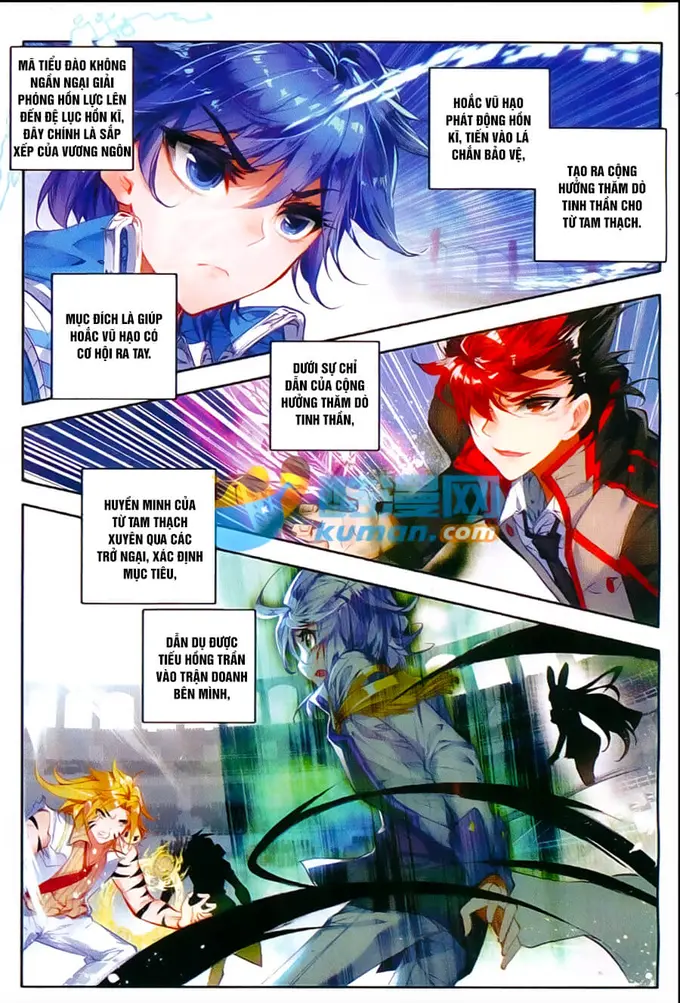 MÃ TIỂU ĐÀO KHÔNG
NGẦN NGẠI GIẢI
PHÓNG HỒN LỰC LÊN
ĐẾN ĐỆ LỤC HỒN KĨ,
ĐÂY CHÍNH LÀ SẮP
XẾP CỦA VƯƠNG NGÔN
HOẮC VŨ HẠO
PHÁT ĐỘNG HỒN
KĨ, TIẾN VÀO LÁ
CHẮN BẢO VỆ,
TẠO RA CỘNG
HƯỞNG THĂM DÒ
TINH THẦN CHO
TỪ TAM THẠCH.
MỤC ĐÍCH LÀ GIÚP
HOẮC VŨ HẠO CÓ
CƠ HỘI RA TAY.
DƯỚI SỰ CHỈ
DẪN CỦA CỘNG
HƯỞNG THĂM DÒ
TINH THẦN,
HUYỀN MINH CỦA
TỪ TAM THẠCH
XUYÊN QUA CÁC
TRỞ NGẠI, XÁC ĐỊNH
MỤC TIÊU,
漫网
kuman.com
DẪN DỤ ĐƯỢC
TIẾU HỒNG TRẦN
VÀO TRẬN DOANH
BÊN MÌNH,